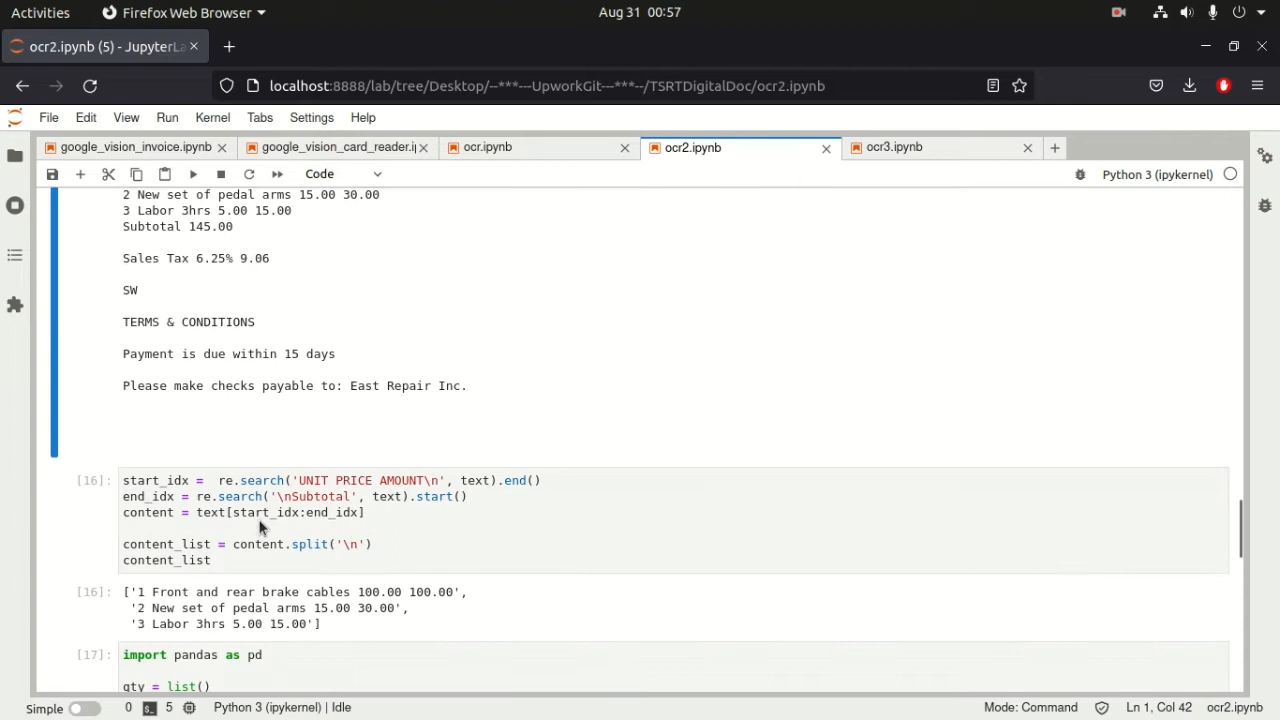 Activities Firefox Web Browser Aug 31 00:57
ocr2.ipynb (5) - JupyterLa
localhost:8888/lab/tree/Desktop/--***---UpworkGit---***--/TSRTDigitalDoc/ocr2.ipynb
File Edit View Run Kernel Tabs Settings Help
google_vision_invoice.ipynb google_vision_card_reader.ip ocr.ipynb ocr2.ipynb ocr3.ipynb
Code Python 3 (ipykernel)
2 New set of pedal arms 15.00 30.00
3 Labor 3hrs 5.00 15.00
Subtotal 145.00
Sales Tax 6.25% 9.06
SW
TERMS & CONDITIONS
Payment is due within 15 days
Please make checks payable to: East Repair Inc.
[16]: start_idx =  re.search('UNIT PRICE AMOUNT\n', text).end()
end_idx = re.search('\nSubtotal', text).start()
content = text[start_idx:end_idx]
content_list = content.split('\n')
content_list
[16]: ['1 Front and rear brake cables 100.00 100.00',
'2 New set of pedal arms 15.00 30.00',
'3 Labor 3hrs 5.00 15.00']
[17]: import pandas as pd
qty = list()
Simple 0 5 Python 3 (ipykernel) | Idle Mode: Command Ln 1, Col 42 ocr2.ipynb